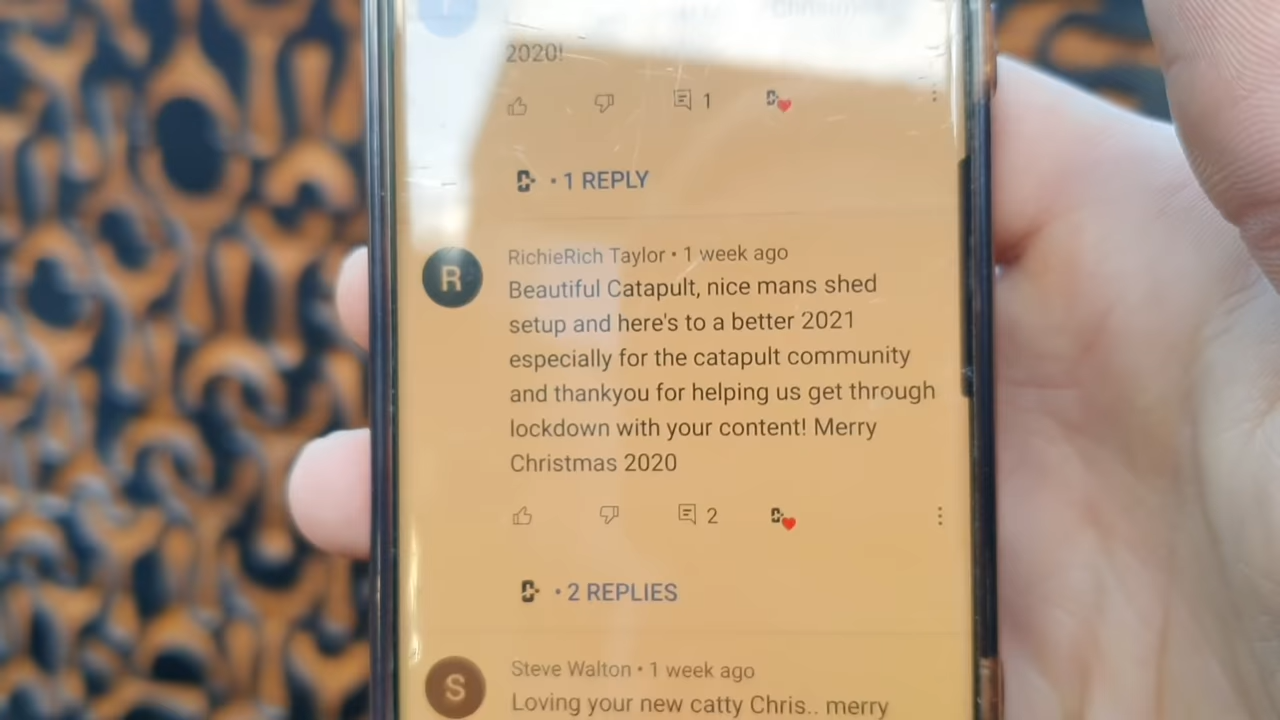 2020!
1
• 1 REPLY
RichieRich Taylor • 1 week ago
R
Beautiful Catapult, nice mans shed
setup and here's to a better 2021
especially for the catapult community
and thankyou for helping us get through
lockdown with your content! Merry
Christmas 2020
2
• 2 REPLIES
Steve Walton • 1 week ago
S
Loving your new catty Chris.. merry